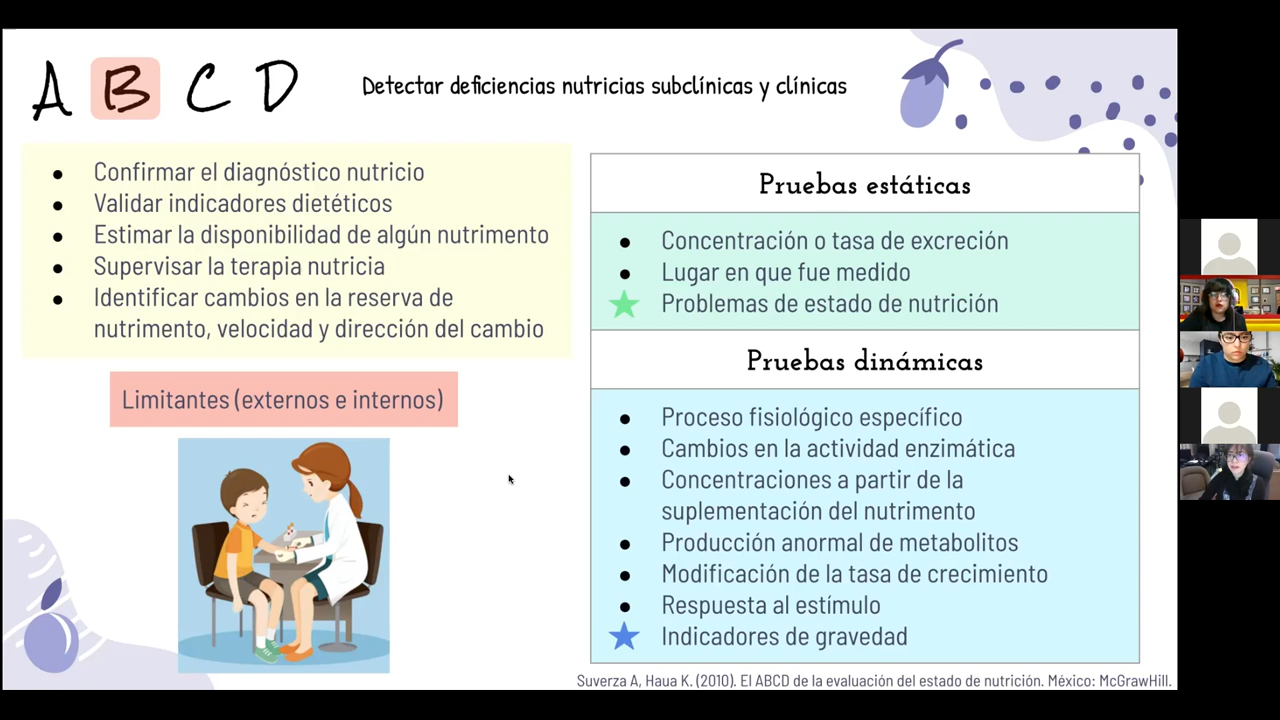 A B C D
Detectar deficiencias nutricias subclínicas y clínicas
● Confirmar el diagnóstico nutricio
● Validar indicadores dietéticos
● Estimar la disponibilidad de algún nutrimento
● Supervisar la terapia nutricia
● Identificar cambios en la reserva de
nutrimento, velocidad y dirección del cambio
Limitantes (externos e internos)
Pruebas estáticas
● Concentración o tasa de excreción
● Lugar en que fue medido
Problemas de estado de nutrición
Pruebas dinámicas
● Proceso fisiológico específico
● Cambios en la actividad enzimática
● Concentraciones a partir de la
suplementación del nutrimento
● Producción anormal de metabolitos
● Modificación de la tasa de crecimiento
● Respuesta al estímulo
Indicadores de gravedad
Suverza A, Haua K. (2010). El ABCD de la evaluación del estado de nutrición. México: McGrawHill.